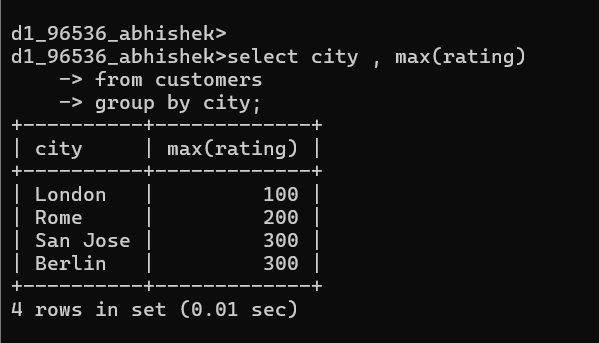 d1_96536_abhishek>
d1_96536_abhishek>select city , max(rating)
    -> from customers
    -> group by city;
+----------+-------------+
| city     | max(rating) |
+----------+-------------+
| London   |         100 |
| Rome     |         200 |
| San Jose |         300 |
| Berlin   |         300 |
+----------+-------------+
4 rows in set (0.01 sec)